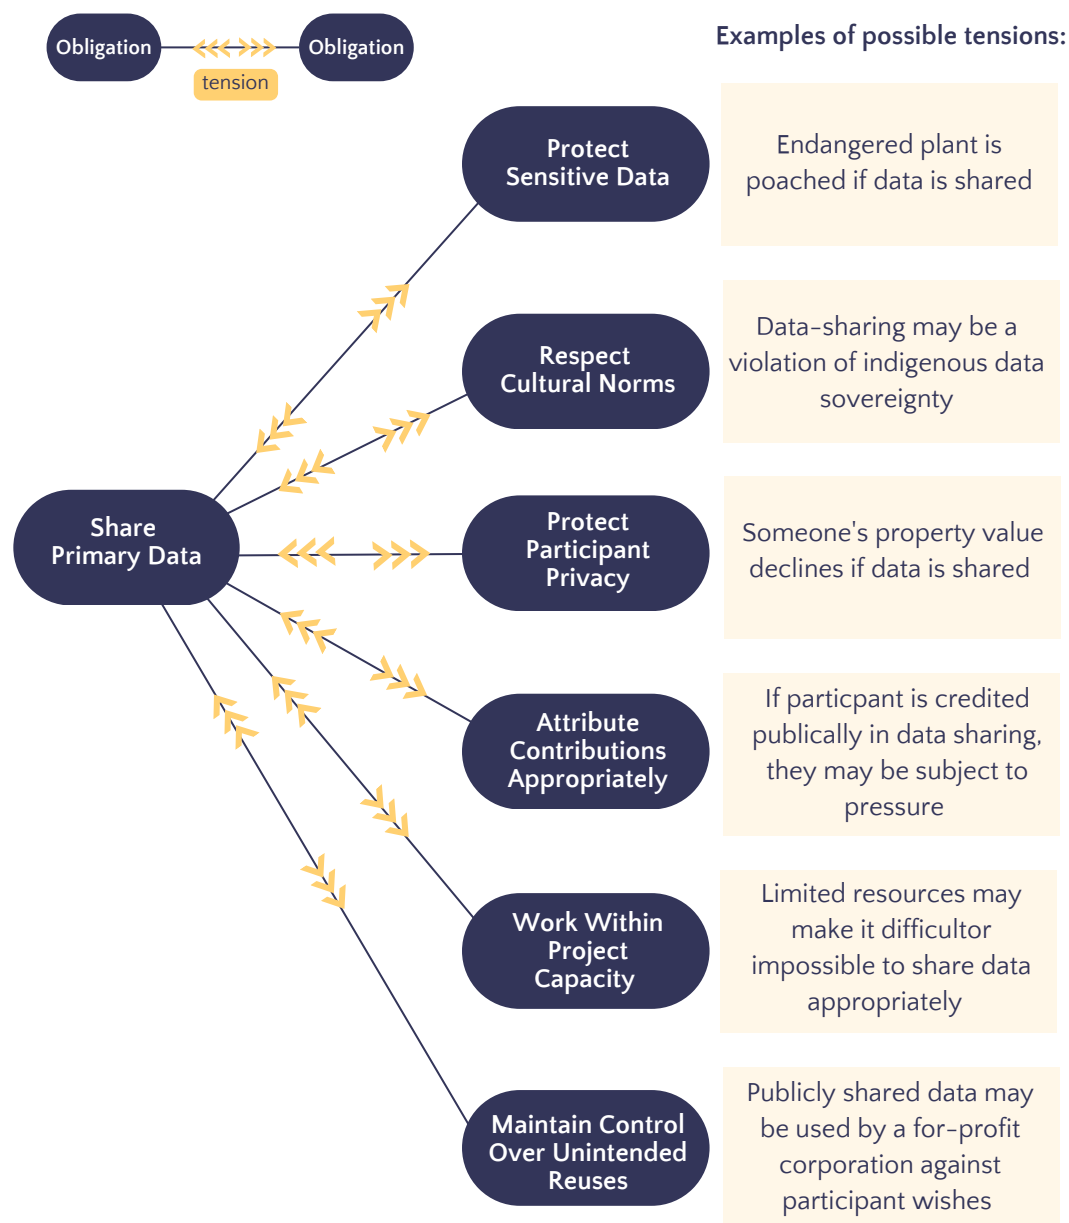 Obligation
Obligation
tension
Examples of possible tensions:
Protect
Sensitive Data
Endangered plant is
poached if data is shared
Respect
Cultural Norms
Data-sharing may be a
violation of indigenous data
sovereignty
Share
Primary Data
Protect
Participant
Privacy
Someone's property value
declines if data is shared
Attribute
Contributions
Appropriately
If particpant is credited
publically in data sharing,
they may be subject to
pressure
Work Within
Project
Capacity
Limited resources may
make it difficultor
impossible to share data
appropriately
Maintain Control
Over Unintended
Reuses
Publicly shared data may
be used by a for-profit
corporation against
participant wishes